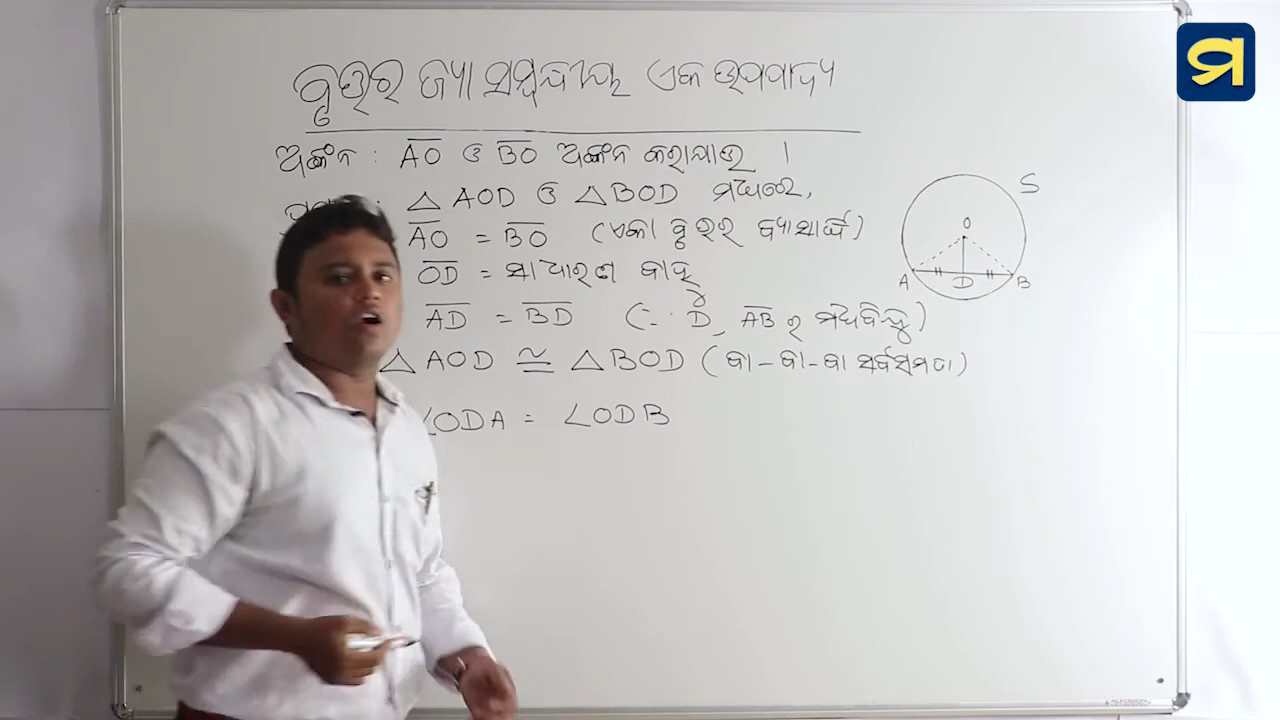 ବୃତ୍ତର ଜ୍ୟା ସମ୍ବନ୍ଧୀୟ ଏକ ଉପପାଦ୍ୟ
ଅଙ୍କନ : AO ଓ BO ଅଙ୍କନ କରାଯାଉ ।
△ AOD ଓ △ BOD ମଧ୍ୟରେ,
AO = BO (ଏକା ବୃତ୍ତର ବ୍ୟାସାର୍ଦ୍ଧ)
OD = ସାଧାରଣ ବାହୁ
AD = BD (∵ D, AB ର ମଧ୍ୟବିନ୍ଦୁ)
△ AOD ≅ △ BOD (ବା – ବା – ବା ସର୍ବସମତା)
∠ODA = ∠ODB
S
O
A D B
ମ